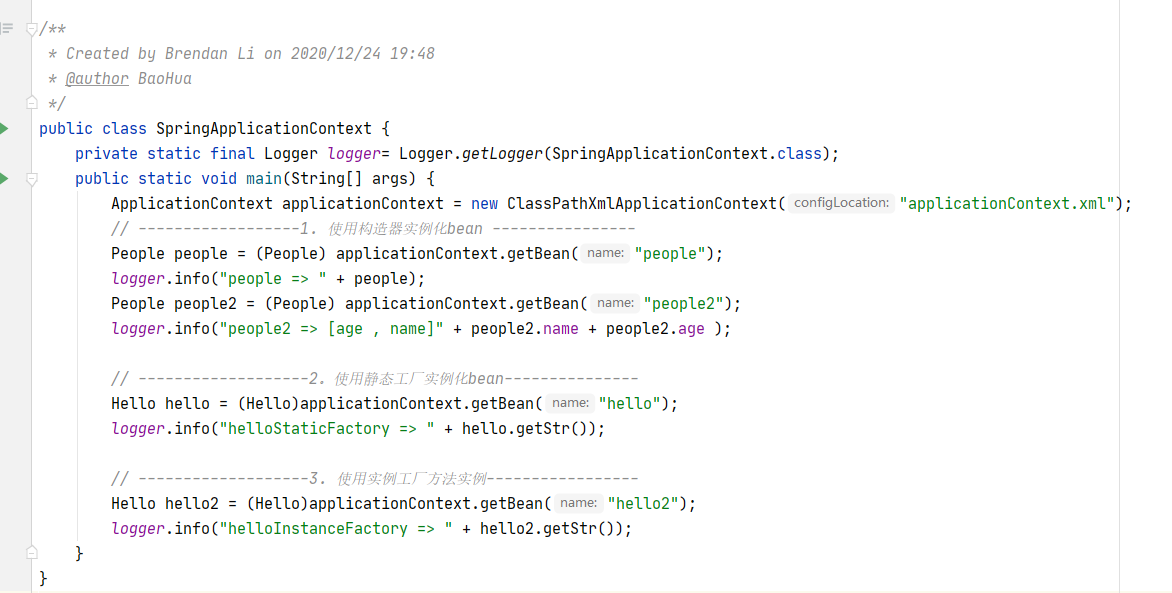 /**
 * Created by Brendan Li on 2020/12/24 19:48
 * @author BaoHua
 */
public class SpringApplicationContext {
    private static final Logger logger= Logger.getLogger(SpringApplicationContext.class);
    public static void main(String[] args) {
        ApplicationContext applicationContext = new ClassPathXmlApplicationContext( configLocation: "applicationContext.xml");
        // ------------------1. 使用构造器实例化bean ----------------
        People people = (People) applicationContext.getBean( name: "people");
        logger.info("people => " + people);
        People people2 = (People) applicationContext.getBean( name: "people2");
        logger.info("people2 => [age , name]" + people2.name + people2.age );
        // -------------------2. 使用静态工厂实例化bean---------------
        Hello hello = (Hello)applicationContext.getBean( name: "hello");
        logger.info("helloStaticFactory => " + hello.getStr());
        // -------------------3. 使用实例工厂方法实例-----------------
        Hello hello2 = (Hello)applicationContext.getBean( name: "hello2");
        logger.info("helloInstanceFactory => " + hello2.getStr());
    }
}